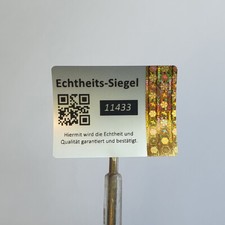 Echtheits-Siegel
11433
Hiermit wird die Echtheit und
Qualität garantiert und bestätigt.